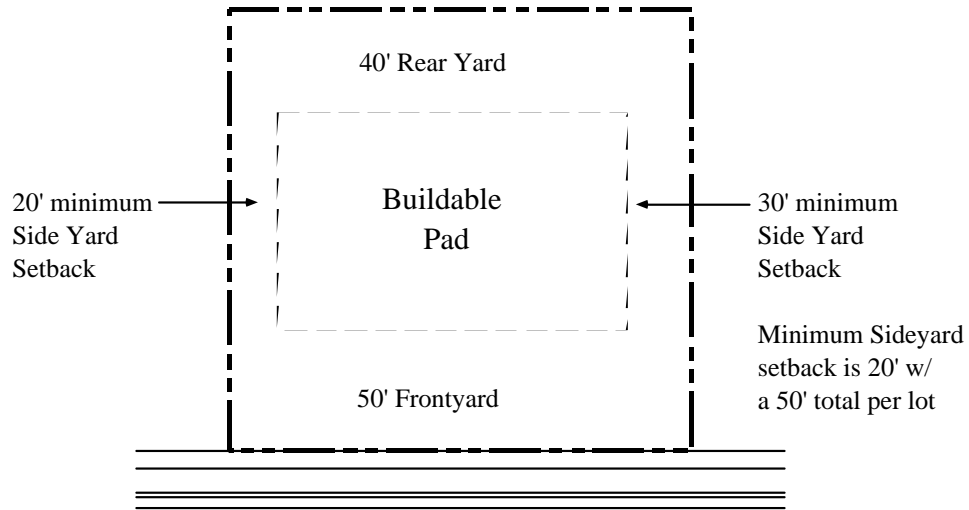 40' Rear Yard
20' minimum
Side Yard
Setback
Buildable
Pad
30' minimum
Side Yard
Setback
Minimum Sideyard
setback is 20' w/
a 50' total per lot
50' Frontyard